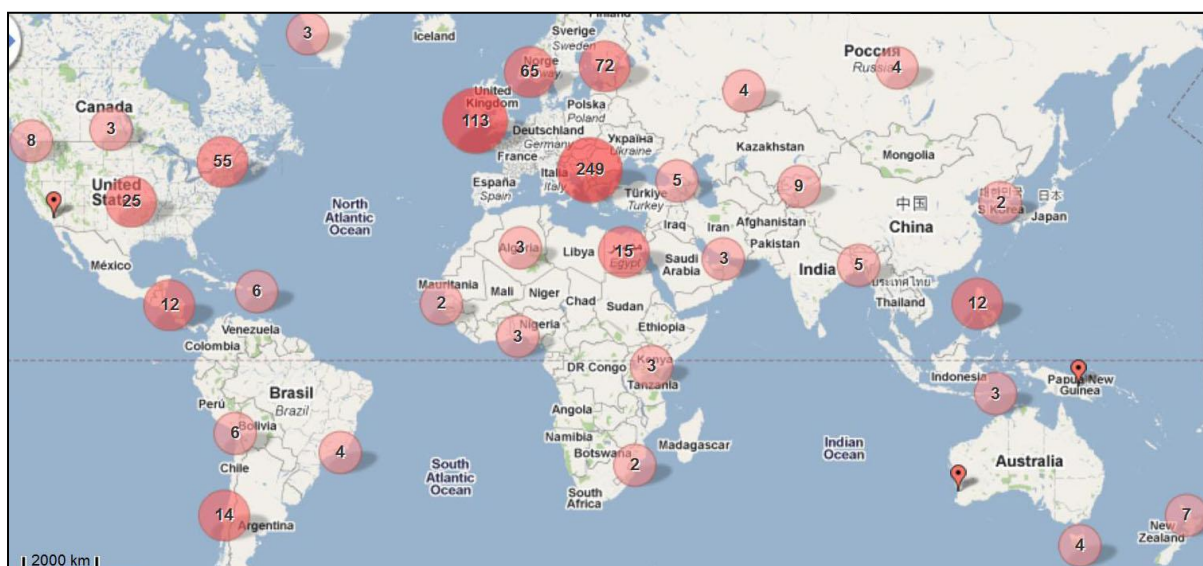 3
Iceland
Finland
Sverige
Sweden
65
Norge
72
Россия
4
4
Canada
United
Kingdom
113
Polska
Poland
8
3
Deutschland
Germany
Україна
Ukraine
France
Kazakhstan
Mongolia
55
Italia
Italy
249
United
States
25
España
Spain
Türkiye
Turkey
5
9
中国
China
대한민국
S Korea
2
日本
Japan
North
Atlantic
Ocean
Iraq
Iran
Afghanistan
Pakistan
Algeria
3
Libya
15
Egypt
Saudi
Arabia
3
India
5
México
Mauritania
2
Mali
Niger
Chad
Sudan
ประเทศไทย
Thailand
12
12
6
Venezuela
Colombia
Nigeria
3
Ethiopia
DR Congo
Kenya
3
Tanzania
Indonesia
3
Papua New
Guinea
Perú
Brasil
Brazil
Angola
6
Bolivia
Namibia
Botswana
Madagascar
Indian
Ocean
Chile
4
South
Atlantic
Ocean
2
South
Africa
Australia
14
Argentina
7
New
Zealand
4
2000 km